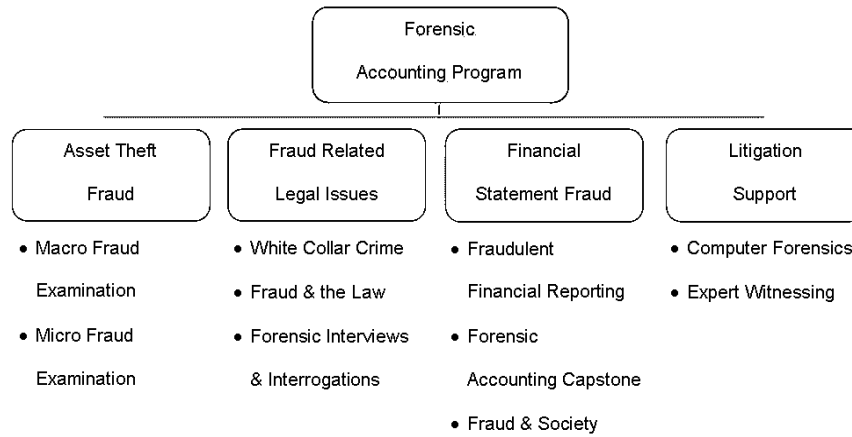 Forensic
Accounting Program
Asset Theft
Fraud
Fraud Related
Legal Issues
Financial
Statement Fraud
Litigation
Support
• Macro Fraud
Examination
• Micro Fraud
Examination
• White Collar Crime
• Fraud & the Law
• Forensic Interviews
& Interrogations
• Fraudulent
Financial Reporting
• Forensic
Accounting Capstone
• Fraud & Society
• Computer Forensics
• Expert Witnessing